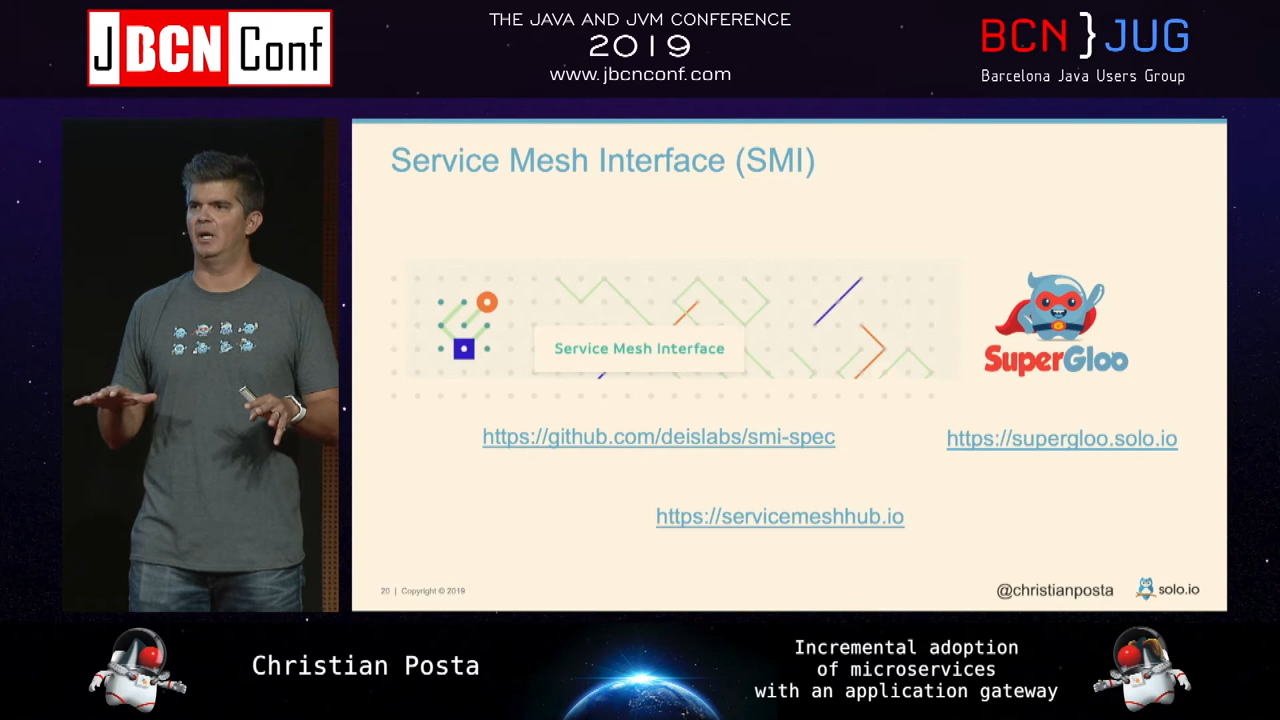 JBCNConf
THE JAVA AND JVM CONFERENCE
2019
www.jbcnconf.com
BCN}JUG
Barcelona Java Users Group
Service Mesh Interface (SMI)
Service Mesh Interface
SuperGloo
https://github.com/deislabs/smi-spec
https://supergloo.solo.io
https://servicemeshhub.io
20 | Copyright © 2019
@christianposta
solo.io
Christian Posta
Incremental adoption
of microservices
with an application gateway